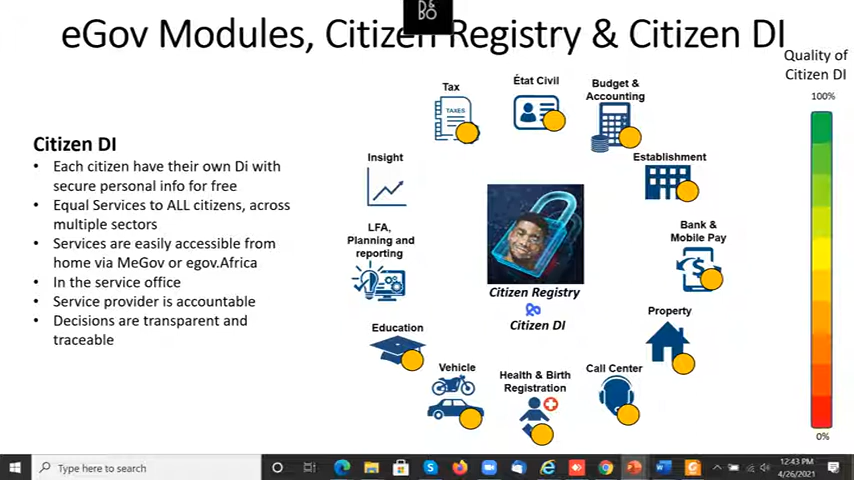 B&
BO
eGov Modules, Citizen Registry & Citizen DI
Quality of
Citizen DI
100%
0%
Citizen DI
• Each citizen have their own Di with
secure personal info for free
• Equal Services to ALL citizens, across
multiple sectors
• Services are easily accessible from
home via MeGov or egov.Africa
• In the service office
• Service provider is accountable
• Decisions are transparent and
traceable
Tax
TAXES
État Civil
Budget &
Accounting
Insight
Establishment
LFA,
Planning and
reporting
Bank &
Mobile Pay
Citizen Registry
Citizen DI
Education
Property
Vehicle
Health & Birth
Registration
Call Center
Type here to search
12:43 PM
4/26/2021